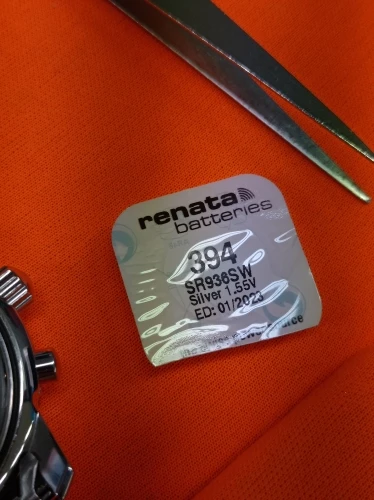 renata
batteries
394
SR936SW
Silver 1.55V
ED: 01/2023